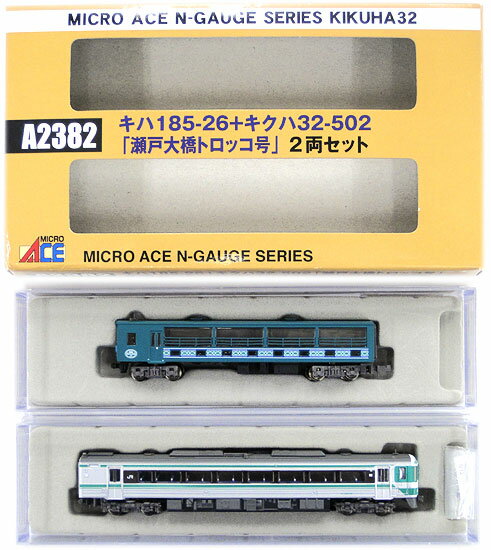 MICRO ACE N-GAUGE SERIES KIKUHA32
A2382
キハ185-26+キクハ32-502
「瀬戸大橋トロッコ号」2両セット
MICRO
ACE
MICRO ACE N-GAUGE SERIES
JR